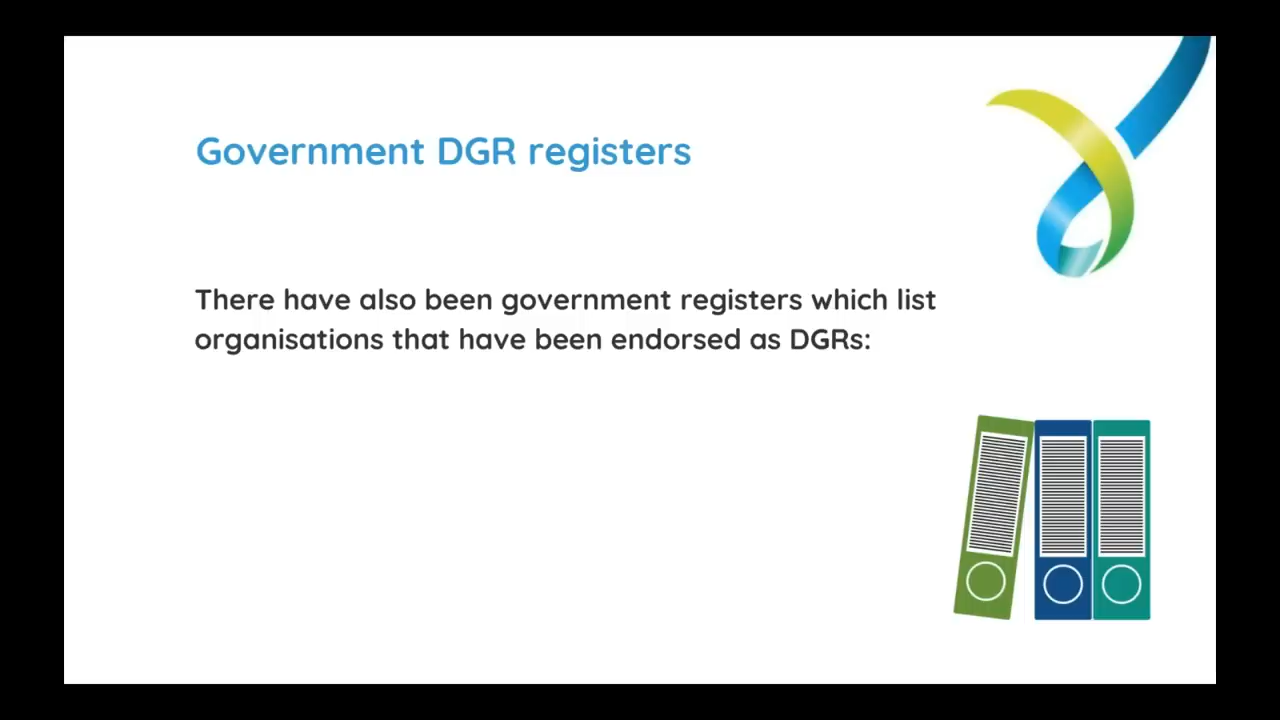 Government DGR registers
There have also been government registers which list
organisations that have been endorsed as DGRs: